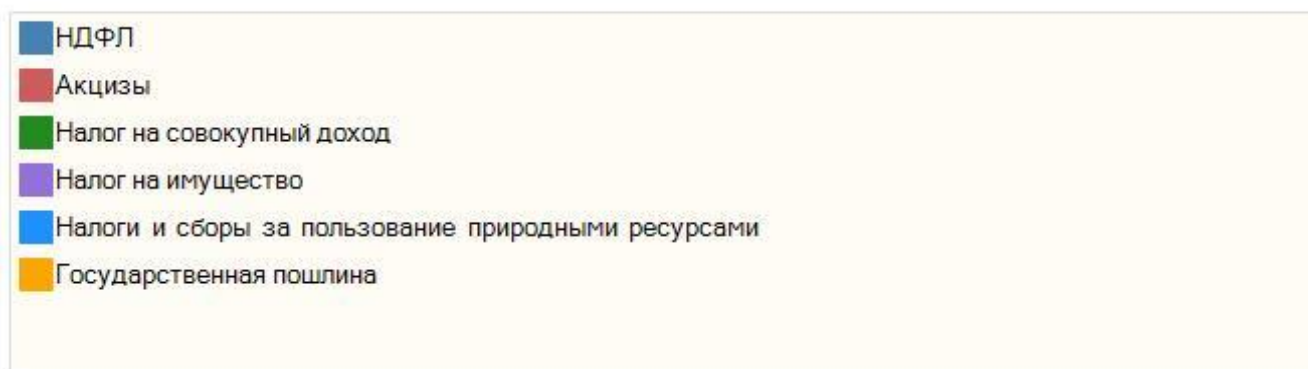 НДФЛ
Акцизы
Налог на совокупный доход
Налог на имущество
Налоги и сборы за пользование природными ресурсами
Государственная пошлина